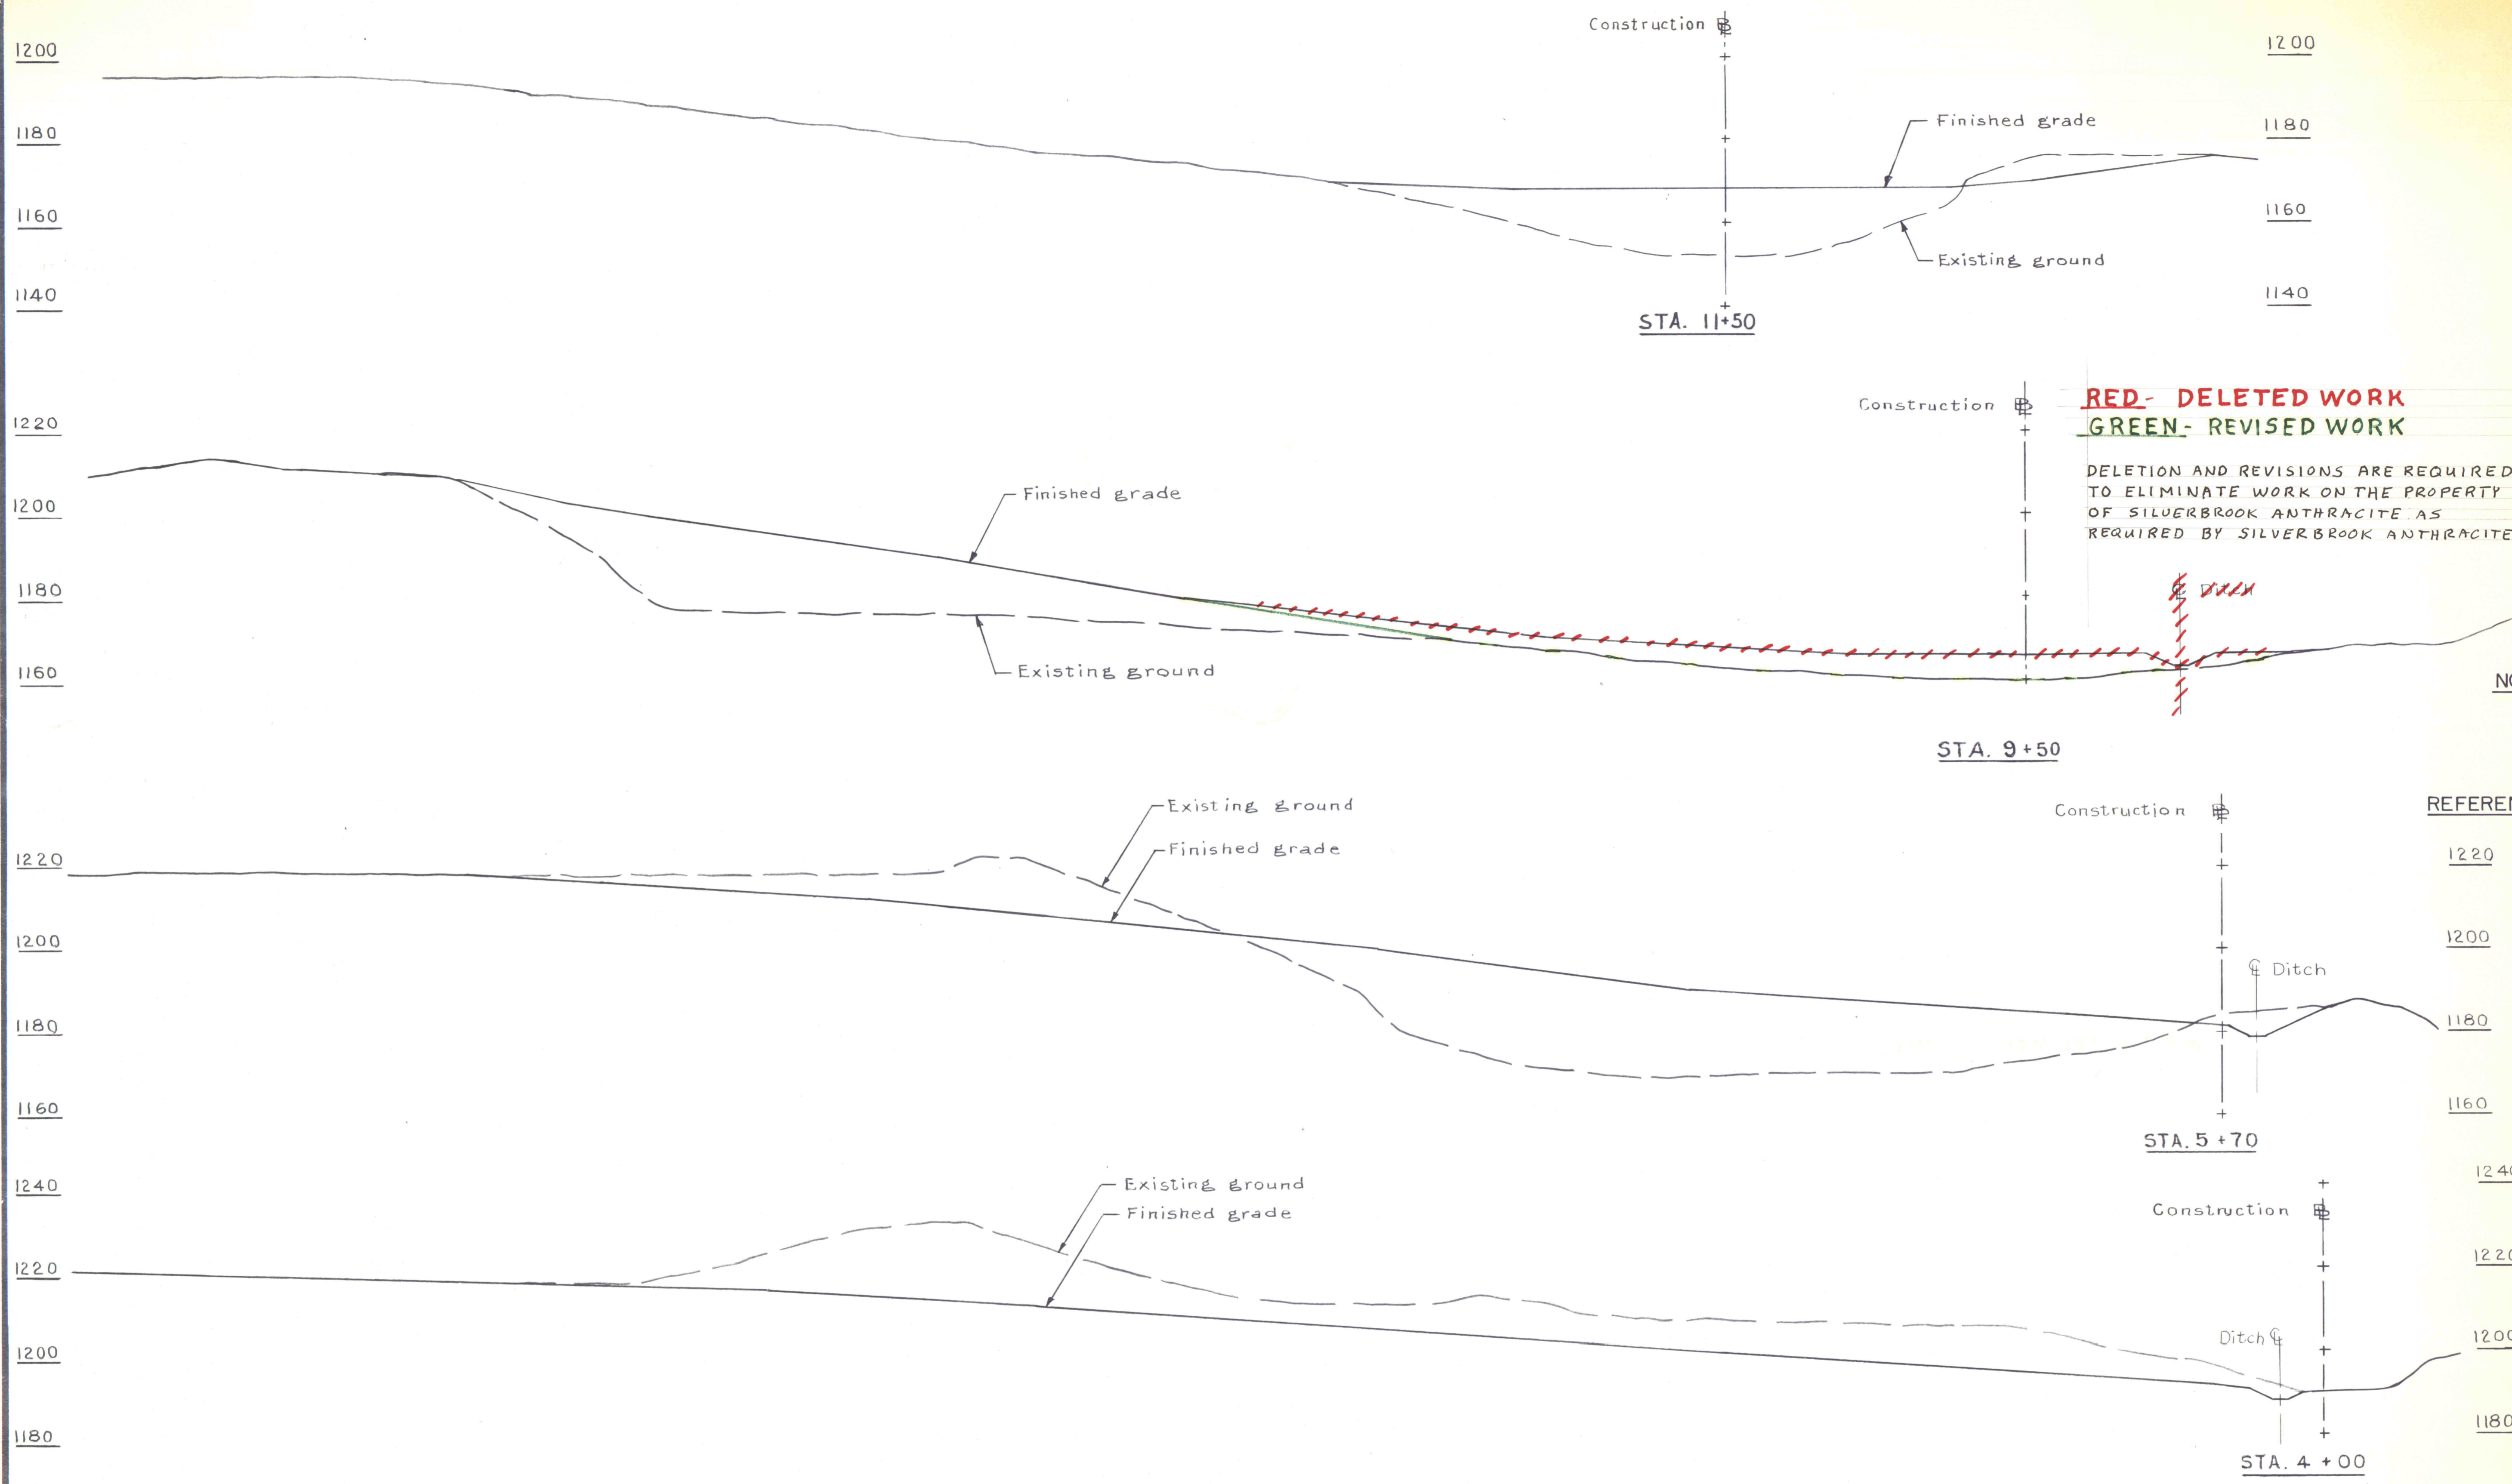 Construction ⅊
1200
1200
1180
Finished grade
1180
1160
1160
Existing ground
1140
1140
STA. 11+50
Construction ⅊
RED- DELETED WORK
GREEN- REVISED WORK
1220
DELETION AND REVISIONS ARE REQUIRED
TO ELIMINATE WORK ON THE PROPERTY
OF SILVERBROOK ANTHRACITE AS
REQUIRED BY SILVERBROOK ANTHRACITE
1200
Finished grade
1180
℄ Ditch
1160
Existing ground
STA. 9+50
Existing ground
Construction ⅊
Finished grade
1220
1220
1200
1200
℄ Ditch
1180
1180
1160
1160
STA. 5+70
1240
Existing ground
Finished grade
Construction ⅊
1220
1200
Ditch ℄
1180
1180
STA. 4+00